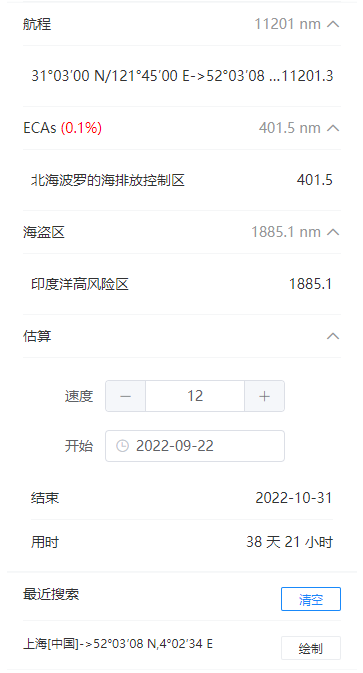 航程 11201 nm
31°03′00 N/121°45′00 E->52°03′08 ...11201.3
ECAs (0.1%) 401.5 nm
北海波罗的海排放控制区 401.5
海盗区 1885.1 nm
印度洋高风险区 1885.1
估算
速度 — 12 +
开始 2022-09-22
结束 2022-10-31
用时 38 天 21 小时
最近搜索 清空
上海[中国]->52°03′08 N,4°02′34 E 绘制